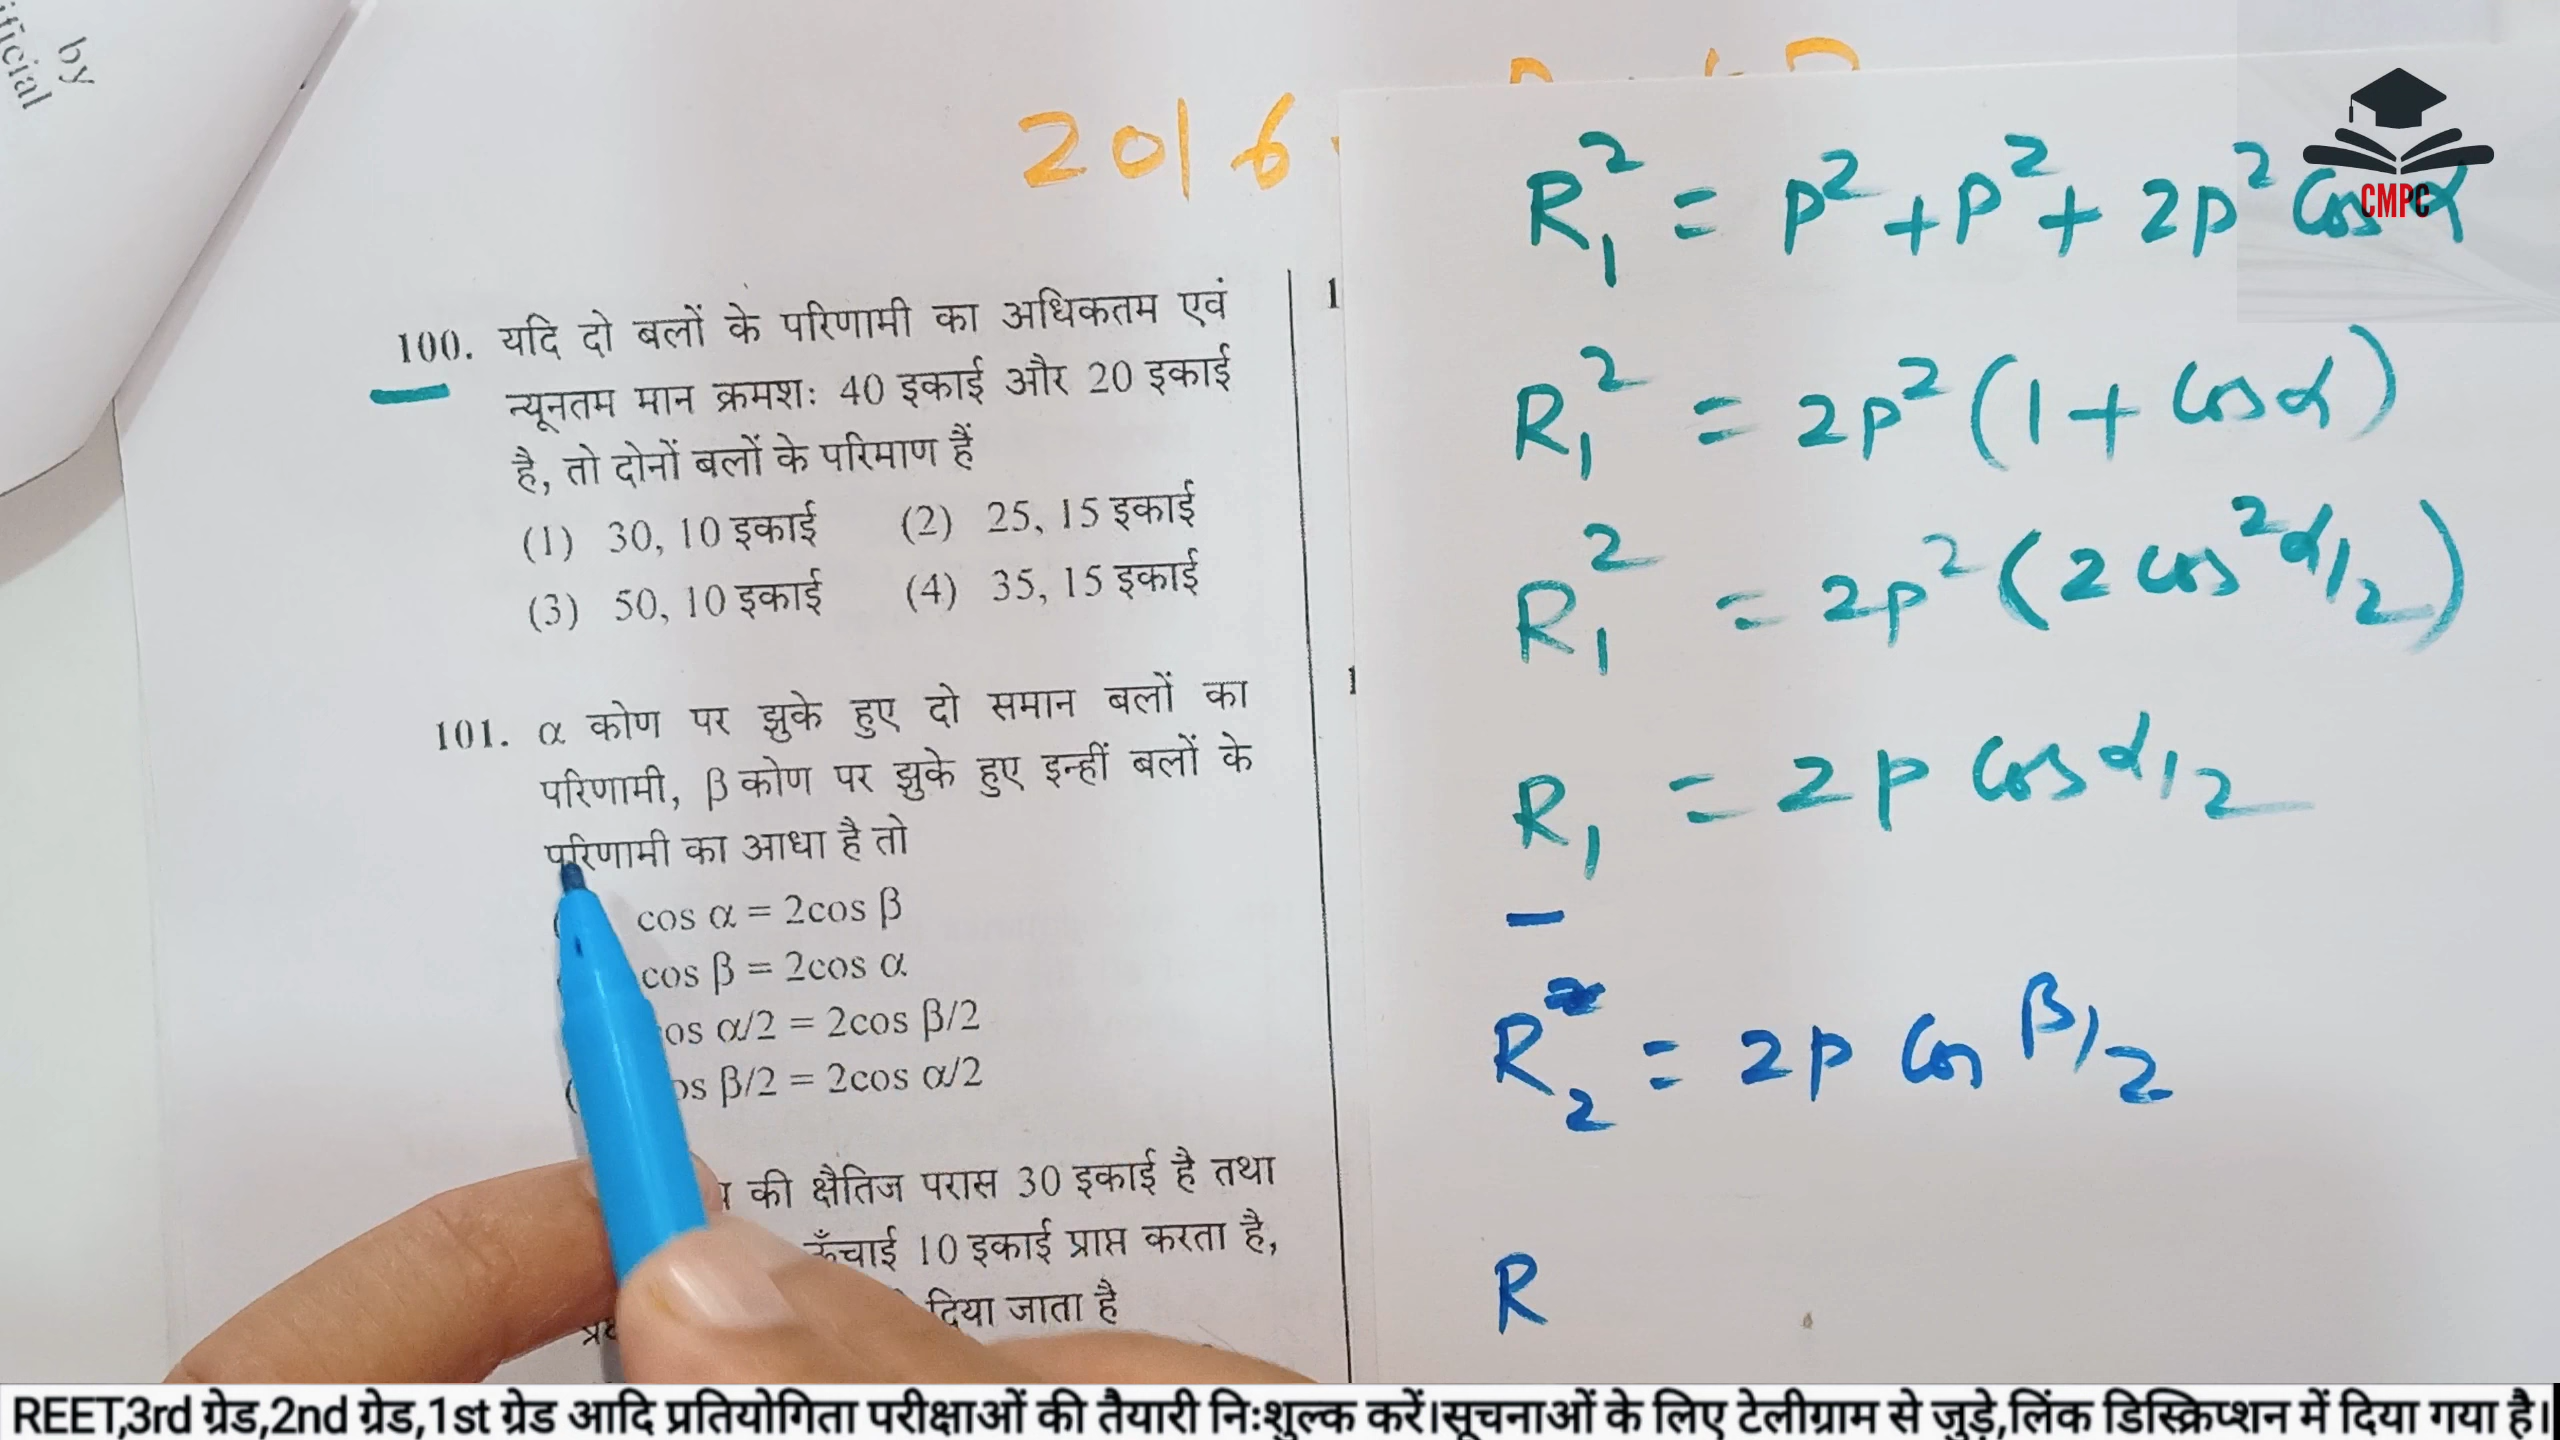 by
2016
100. यदि दो बलों के परिणामी का अधिकतम एवं
न्यूनतम मान क्रमशः 40 इकाई और 20 इकाई
है, तो दोनों बलों के परिमाण हैं
(1) 30, 10 इकाई (2) 25, 15 इकाई
(3) 50, 10 इकाई (4) 35, 15 इकाई
101. α कोण पर झुके हुए दो समान बलों का
परिणामी, β कोण पर झुके हुए इन्हीं बलों के
परिणामी का आधा है तो
cos α = 2cos β
cos β = 2cos α
α/2 = 2cos β/2
β/2 = 2cos α/2
की क्षैतिज परास 30 इकाई है तथा
ऊँचाई 10 इकाई प्राप्त करता है,
दिया जाता है
R₁² = P² + P² + 2P² Cos α
R₁² = 2P² (1 + Cos α)
R₁² = 2P² (2 Cos² α/2)
R₁ = 2P Cos α/2
R₂ = 2P Cos β/2
R
CMPC
REET,3rd ग्रेड,2nd ग्रेड,1st ग्रेड आदि प्रतियोगिता परीक्षाओं की तैयारी निःशुल्क करें।सूचनाओं के लिए टेलीग्राम से जुड़े,लिंक डिस्क्रिप्शन में दिया गया है।